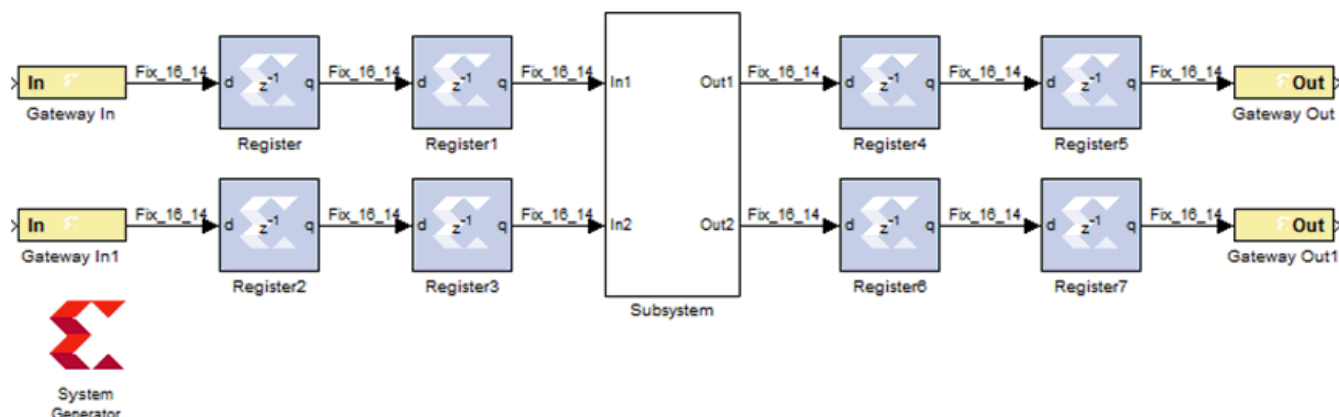 In
Fix_16_14
d
z-1
q
Fix_16_14
d
z-1
q
Fix_16_14
In1
Out1
Fix_16_14
d
z-1
q
Fix_16_14
d
z-1
q
Fix_16_14
Out
Gateway In
Register
Register1
Register4
Register5
Gateway Out
In
Fix_16_14
d
z-1
q
Fix_16_14
d
z-1
q
Fix_16_14
In2
Out2
Fix_16_14
d
z-1
q
Fix_16_14
d
z-1
q
Fix_16_14
Out
Gateway In1
Register2
Register3
Register6
Register7
Gateway Out1
Subsystem
System
Generator